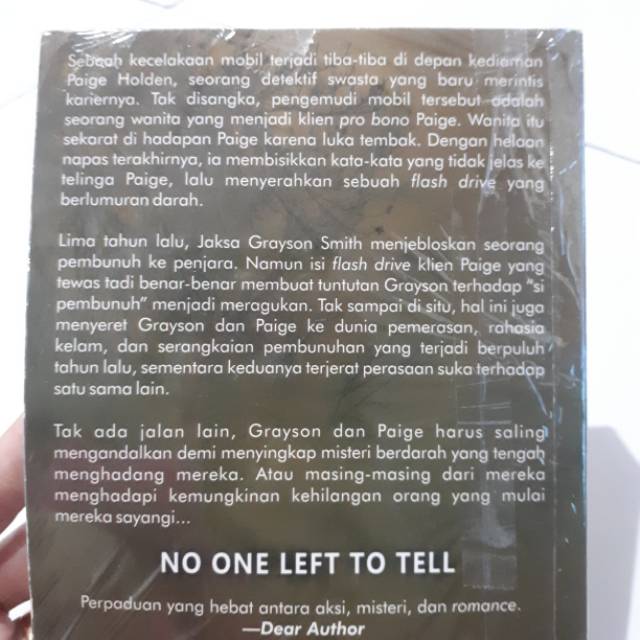 Sebuah kecelakaan mobil terjadi tiba-tiba di depan kediaman
Paige Holden, seorang detektif swasta yang baru merintis
kariernya. Tak disangka, pengemudi mobil tersebut adalah
seorang wanita yang menjadi klien pro bono Paige. Wanita itu
sekarat di hadapan Paige karena luka tembak. Dengan helaan
napas terakhirnya, ia membisikkan kata-kata yang tidak jelas ke
telinga Paige, lalu menyerahkan sebuah flash drive yang
berlumuran darah.
Lima tahun lalu, Jaksa Grayson Smith menjebloskan seorang
pembunuh ke penjara. Namun isi flash drive klien Paige yang
tewas tadi benar-benar membuat tuntutan Grayson terhadap "si
pembunuh" menjadi meragukan. Tak sampai di situ, hal ini juga
menyeret Grayson dan Paige ke dunia pemerasan, rahasia
kelam, dan serangkaian pembunuhan yang terjadi berpuluh
tahun lalu, sementara keduanya terjerat perasaan suka terhadap
satu sama lain.
Tak ada jalan lain, Grayson dan Paige harus saling
mengandalkan demi menyingkap misteri berdarah yang tengah
menghadang mereka. Atau masing-masing dari mereka
menghadapi kemungkinan kehilangan orang yang mulai
mereka sayangi...
NO ONE LEFT TO TELL
Perpaduan yang hebat antara aksi, misteri, dan romance.
—Dear Author